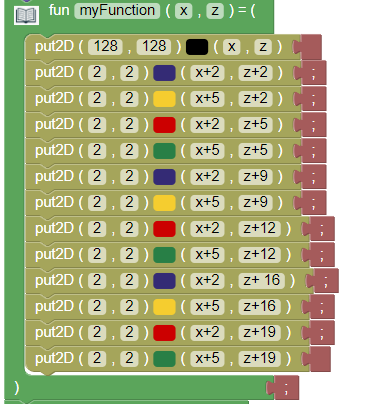 fun myFunction ( x , z ) = (
put2D ( 128 , 128 ) ( x , z )
put2D ( 2 , 2 ) ( x+2 , z+2 ) ;
put2D ( 2 , 2 ) ( x+5 , z+2 ) ;
put2D ( 2 , 2 ) ( x+2 , z+5 ) ;
put2D ( 2 , 2 ) ( x+5 , z+5 ) ;
put2D ( 2 , 2 ) ( x+2 , z+9 ) ;
put2D ( 2 , 2 ) ( x+5 , z+9 ) ;
put2D ( 2 , 2 ) ( x+2 , z+12 ) ;
put2D ( 2 , 2 ) ( x+5 , z+12 ) ;
put2D ( 2 , 2 ) ( x+2 , z+ 16 ) ;
put2D ( 2 , 2 ) ( x+5 , z+16 ) ;
put2D ( 2 , 2 ) ( x+2 , z+19 ) ;
put2D ( 2 , 2 ) ( x+5 , z+19 )
) ;